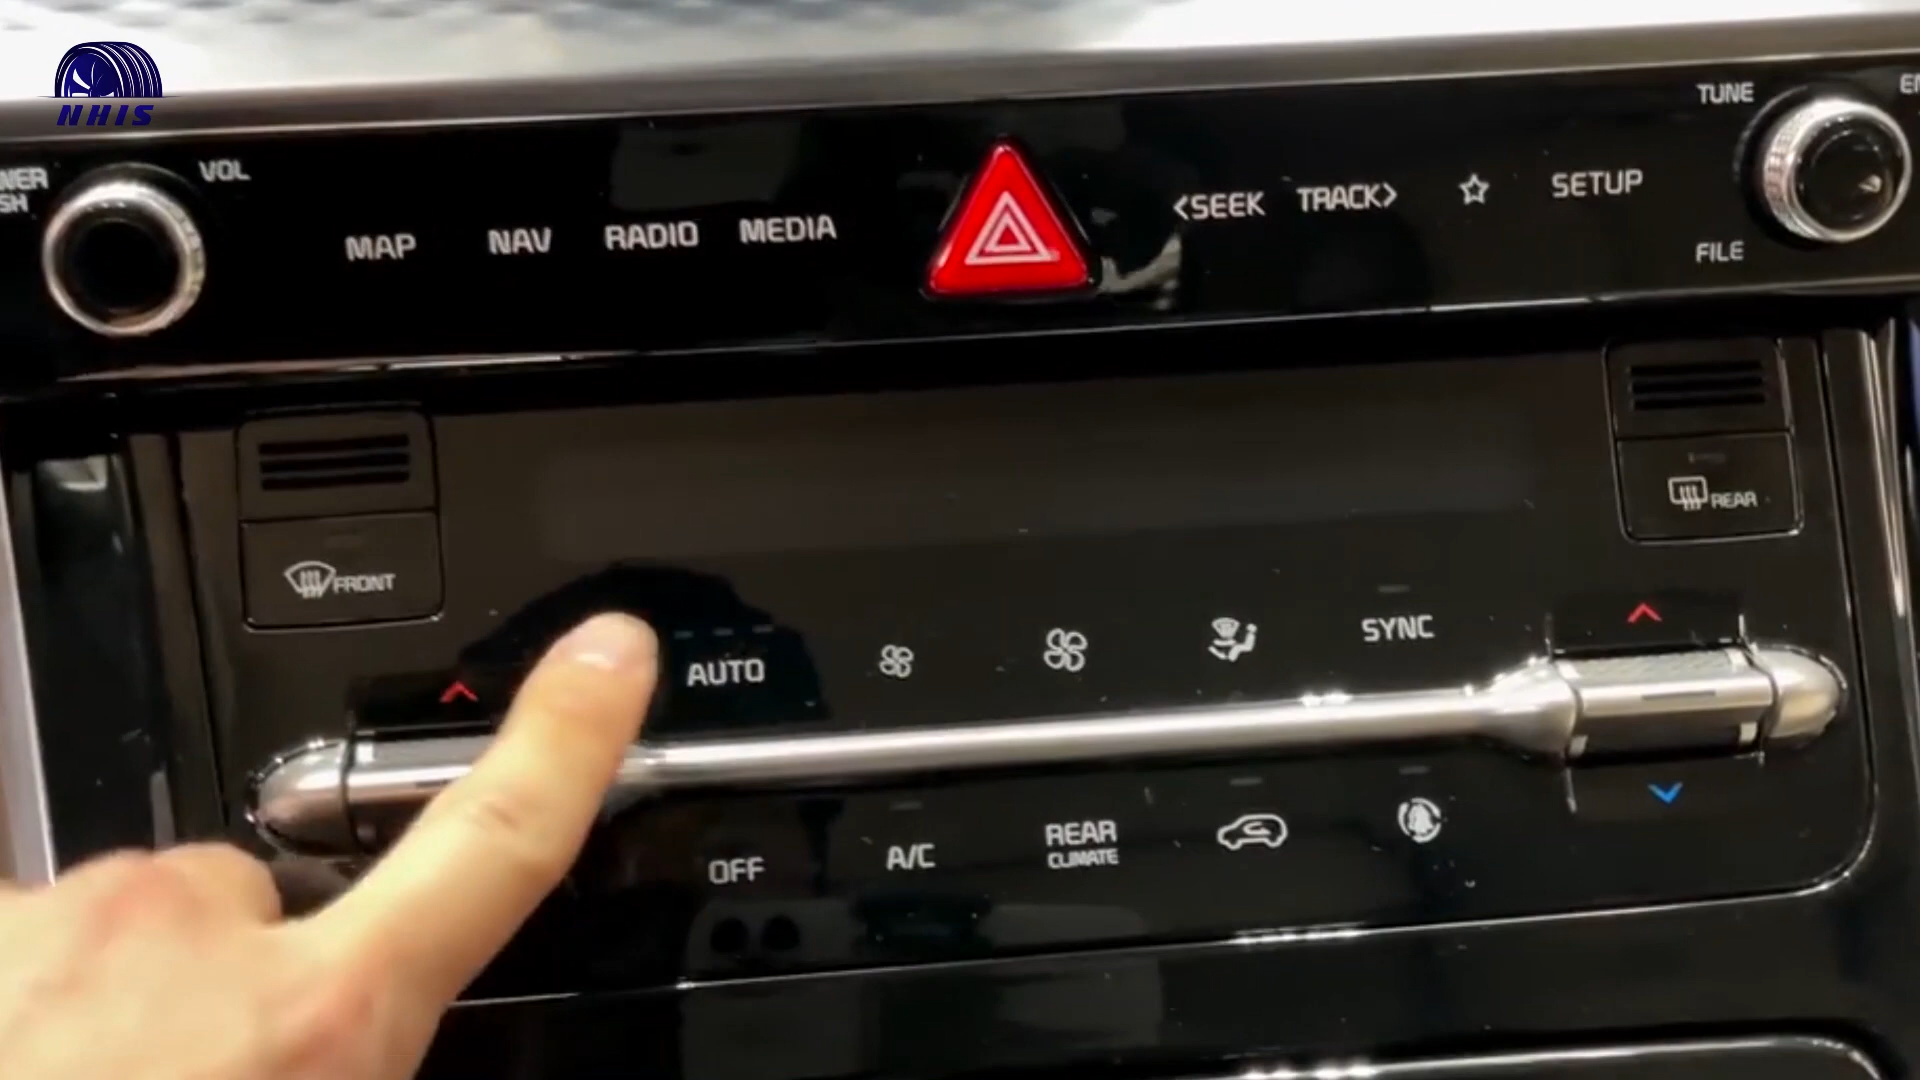 NHIS
VOL
MAP NAV RADIO MEDIA
<SEEK TRACK> SETUP
TUNE
FILE
FRONT
REAR
AUTO SYNC
OFF A/C REAR CLIMATE